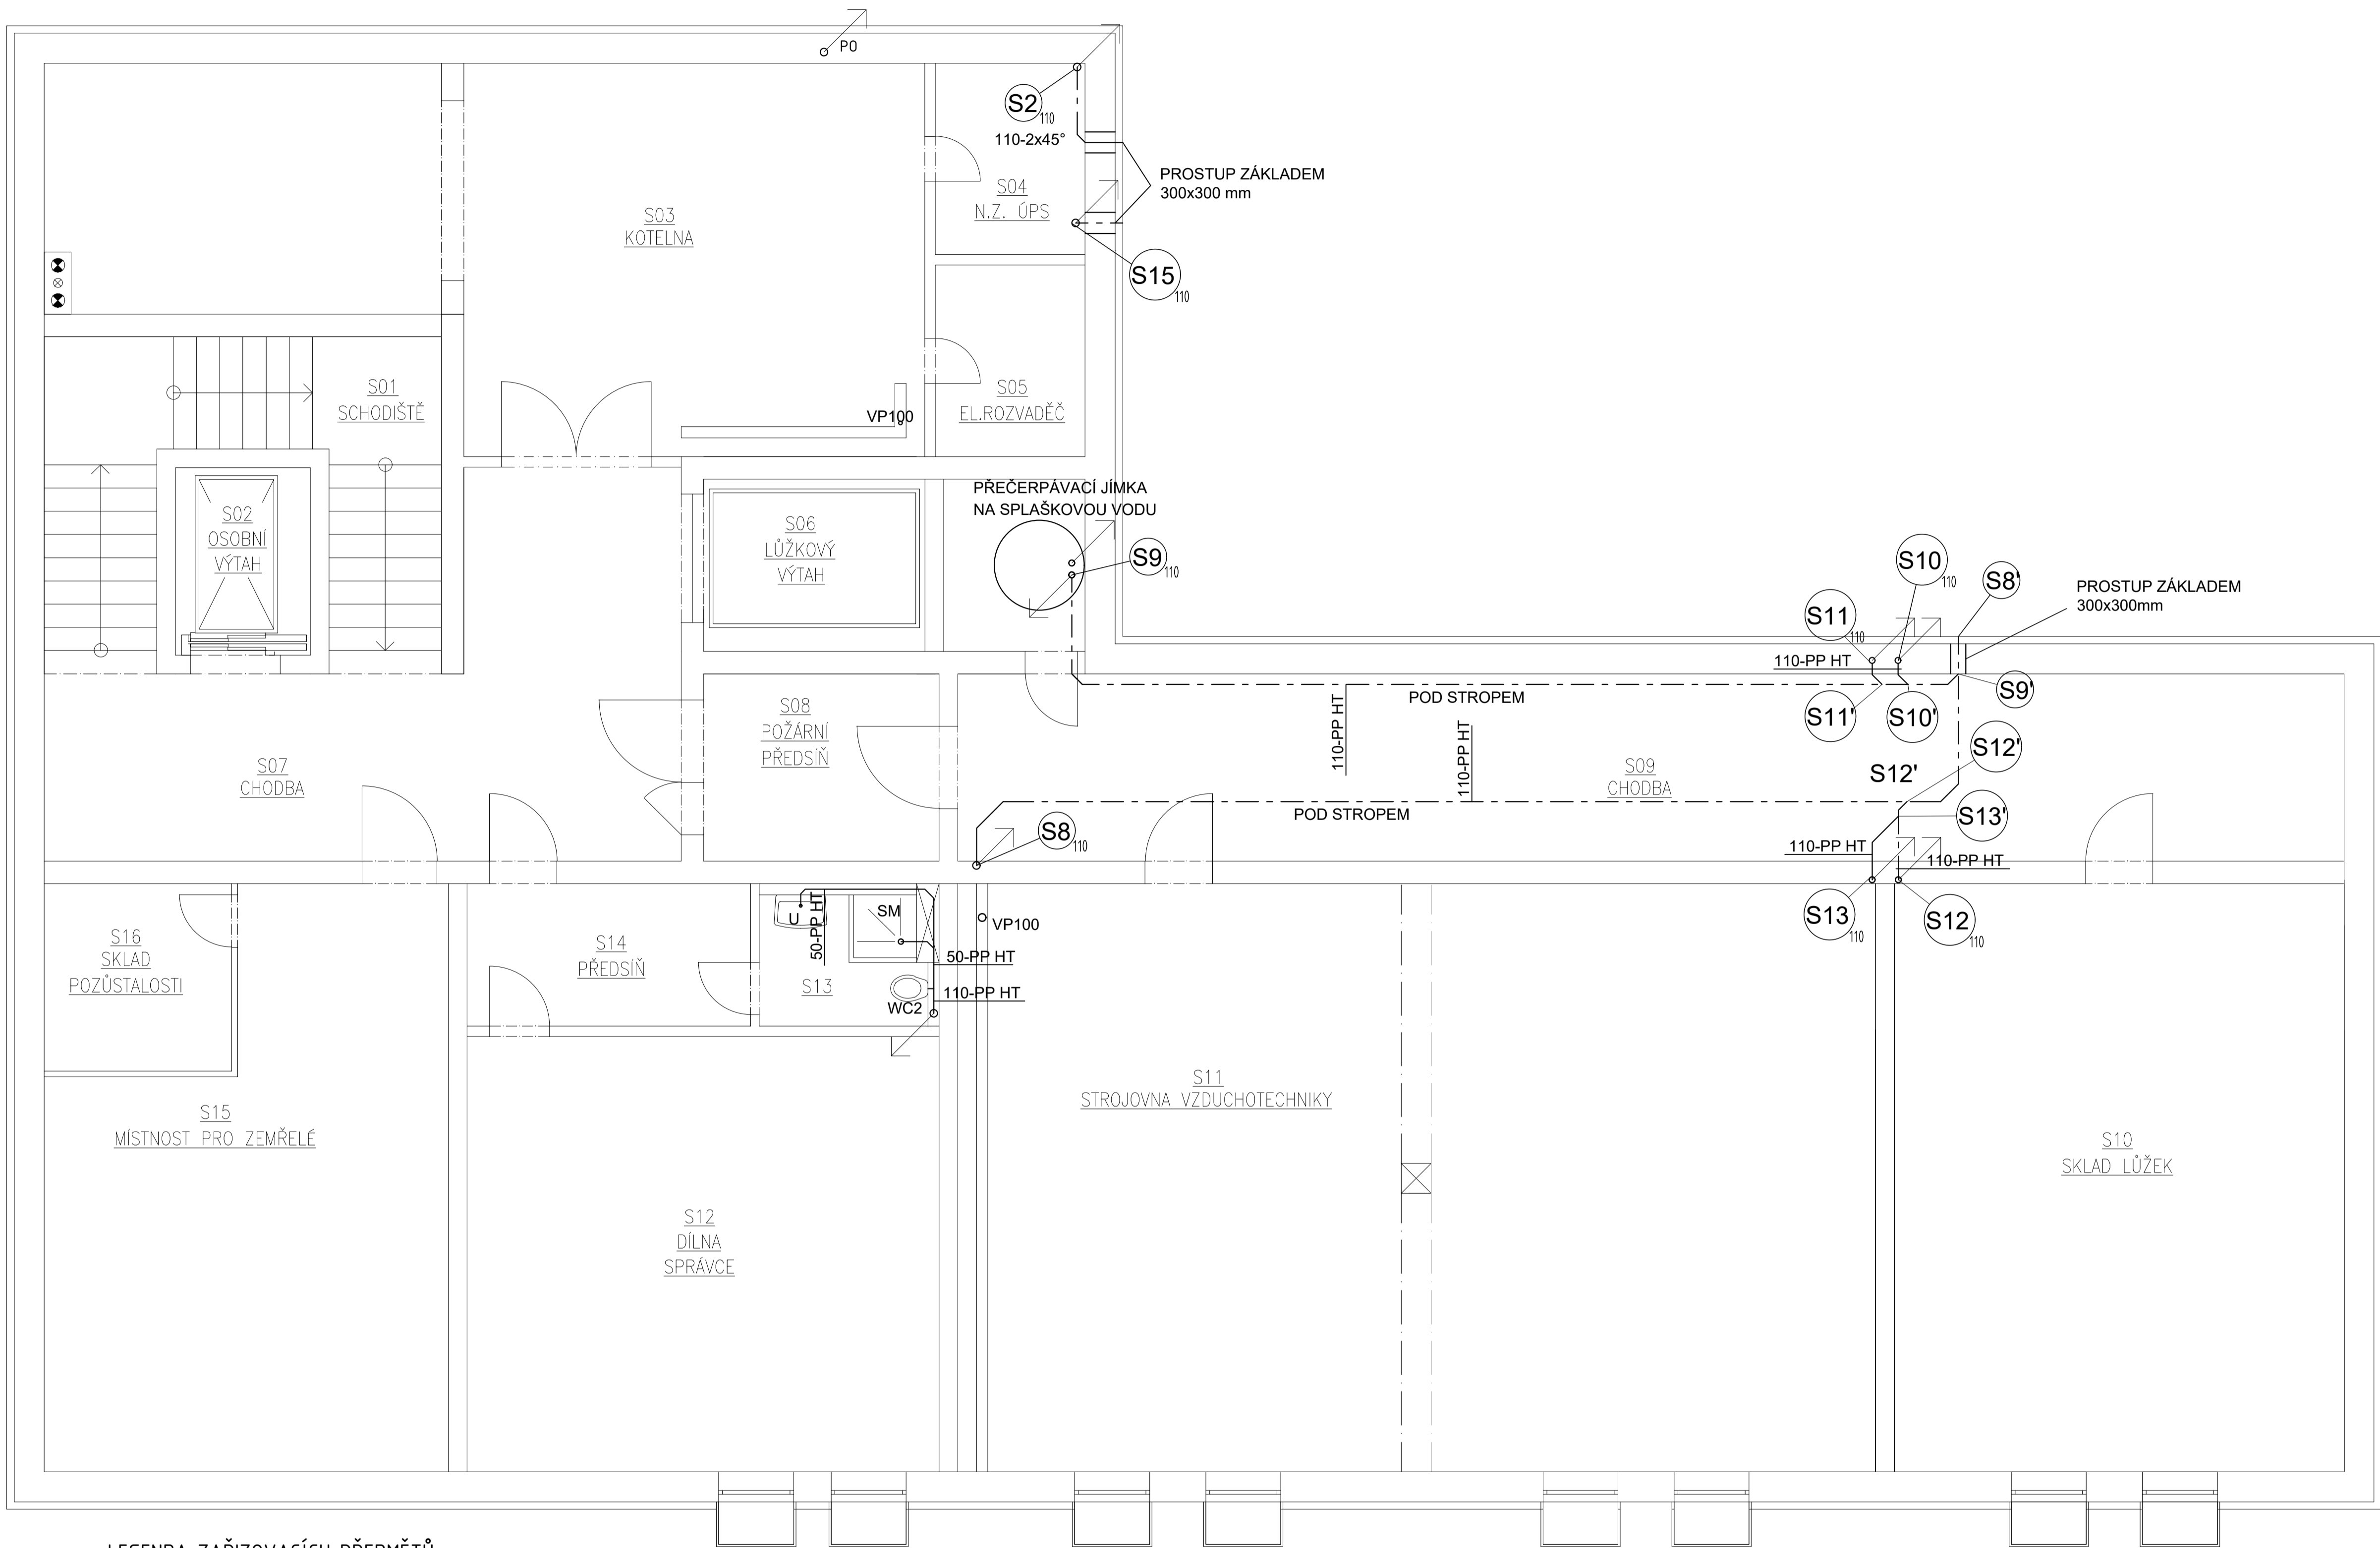 PO
S2
110
110-2x45°
PROSTUP ZÁKLADEM
300x300 mm
S04
N.Z. ÚPS
S03
KOTELNA
S15
110
S01
SCHODIŠTĚ
S05
EL.ROZVADĚČ
VP100
PŘEČERPÁVACÍ JÍMKA
NA SPLAŠKOVOU VODU
S02
OSOBNÍ
VÝTAH
S06
LŮŽKOVÝ
VÝTAH
S9
110
S10
110
S8'
PROSTUP ZÁKLADEM
300x300mm
S11
110
110-PP HT
S9'
POD STROPEM
110-PP HT
S11'
S10'
S08
POŽÁRNÍ
PŘEDSÍŇ
110-PP HT
S12'
S12'
S07
CHODBA
S09
CHODBA
POD STROPEM
S13'
S8
110
110-PP HT
110-PP HT
U
50-PP HT
SM
VP100
S13
110
S12
110
S16
SKLAD
POZŮSTALOSTI
S14
PŘEDSÍŇ
50-PP HT
S13
110-PP HT
WC2
S11
STROJOVNA VZDUCHOTECHNIKY
S15
MÍSTNOST PRO ZEMŘELÉ
S10
SKLAD LŮŽEK
S12
DÍLNA
SPRÁVCE
LEGENDA ZAŘIZOVACÍCH PŘEDMĚTŮ